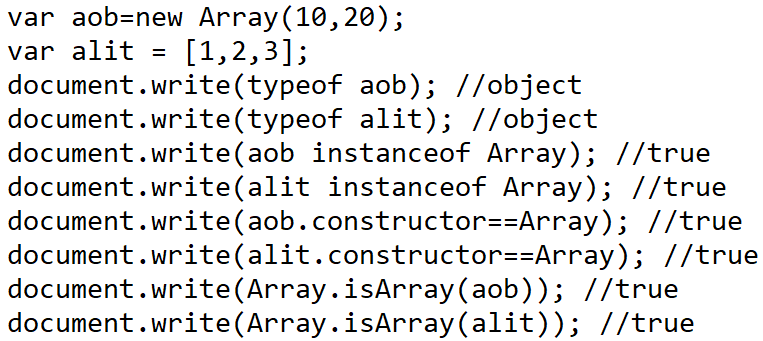 var aob=new Array(10,20);
var alit = [1,2,3];
document.write(typeof aob); //object
document.write(typeof alit); //object
document.write(aob instanceof Array); //true
document.write(alit instanceof Array); //true
document.write(aob.constructor==Array); //true
document.write(alit.constructor==Array); //true
document.write(Array.isArray(aob)); //true
document.write(Array.isArray(alit)); //true